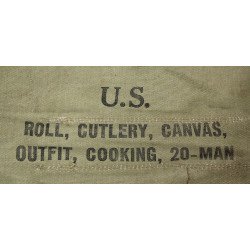 U.S.
ROLL, CUTLERY, CANVAS,
OUTFIT, COOKING, 20-MAN